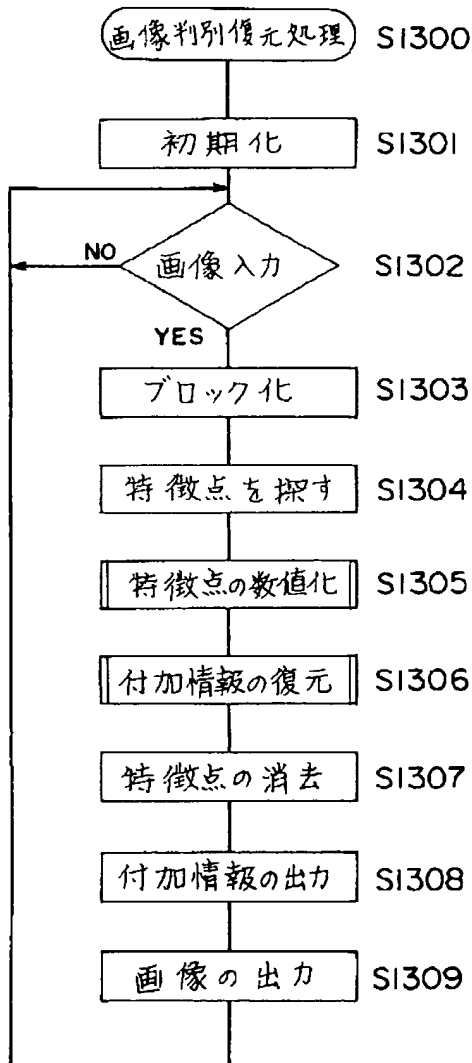 画像判別復元処理 S1300
初期化 S1301
NO 画像入力 S1302
YES
ブロック化 S1303
特徴点を探す S1304
特徴点の数値化 S1305
付加情報の復元 S1306
特徴点の消去 S1307
付加情報の出力 S1308
画像の出力 S1309